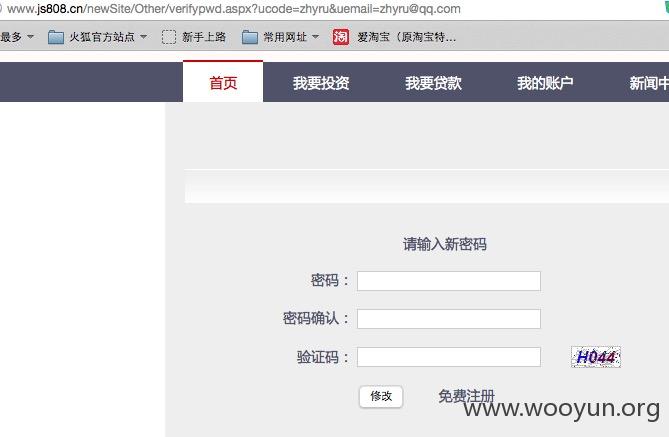 www.js808.cn/newSite/Other/verifypwd.aspx?ucode=zhyru&uemail=zhyru@qq.com
最多 火狐官方站点 新手上路 常用网址 淘 爱淘宝（原淘宝特...
首页 我要投资 我要贷款 我的账户 新闻中
请输入新密码
密码：
密码确认：
验证码： H044
修改 免费注册
www.wooyun.org